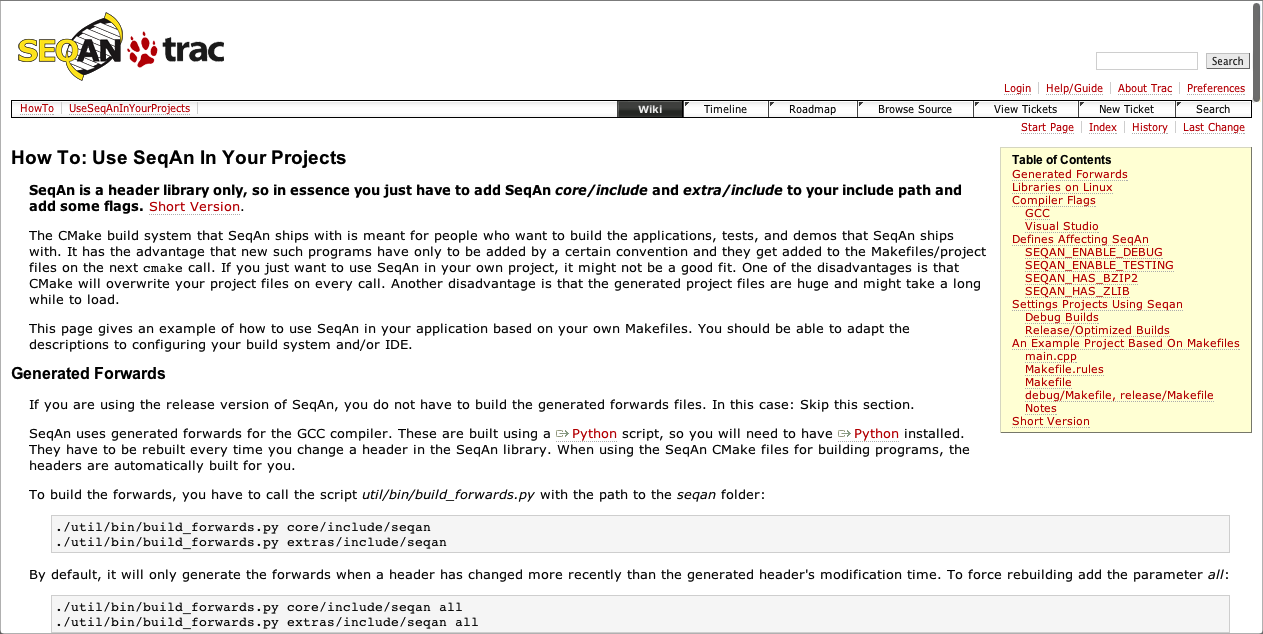 SEQAN trac
Search
Login Help/Guide About Trac Preferences
HowTo UseSeqAnInYourProjects Wiki Timeline Roadmap Browse Source View Tickets New Ticket Search
Start Page Index History Last Change
How To: Use SeqAn In Your Projects
SeqAn is a header library only, so in essence you just have to add SeqAn core/include and extra/include to your include path and
add some flags. Short Version.
The CMake build system that SeqAn ships with is meant for people who want to build the applications, tests, and demos that SeqAn ships
with. It has the advantage that new such programs have only to be added by a certain convention and they get added to the Makefiles/project
files on the next cmake call. If you just want to use SeqAn in your own project, it might not be a good fit. One of the disadvantages is that
CMake will overwrite your project files on every call. Another disadvantage is that the generated project files are huge and might take a long
while to load.
This page gives an example of how to use SeqAn in your application based on your own Makefiles. You should be able to adapt the
descriptions to configuring your build system and/or IDE.
Table of Contents
Generated Forwards
Libraries on Linux
Compiler Flags
GCC
Visual Studio
Defines Affecting SeqAn
SEQAN_ENABLE_DEBUG
SEQAN_ENABLE_TESTING
SEQAN_HAS_BZIP2
SEQAN_HAS_ZLIB
Settings Projects Using Seqan
Debug Builds
Release/Optimized Builds
An Example Project Based On Makefiles
main.cpp
Makefile.rules
Makefile
debug/Makefile, release/Makefile
Notes
Short Version
Generated Forwards
If you are using the release version of SeqAn, you do not have to build the generated forwards files. In this case: Skip this section.
SeqAn uses generated forwards for the GCC compiler. These are built using a Python script, so you will need to have Python installed.
They have to be rebuilt every time you change a header in the SeqAn library. When using the SeqAn CMake files for building programs, the
headers are automatically built for you.
To build the forwards, you have to call the script util/bin/build_forwards.py with the path to the seqan folder:
./util/bin/build_forwards.py core/include/seqan
./util/bin/build_forwards.py extras/include/seqan
By default, it will only generate the forwards when a header has changed more recently than the generated header's modification time. To force rebuilding add the parameter all:
./util/bin/build_forwards.py core/include/seqan all
./util/bin/build_forwards.py extras/include/seqan all